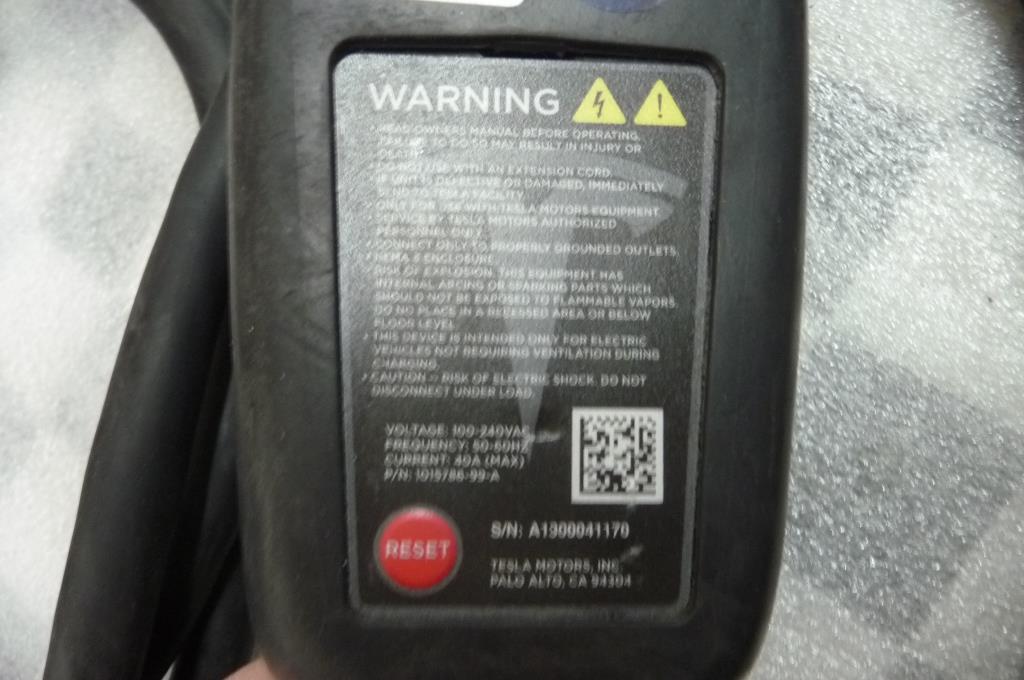 WARNING
• READ OWNERS MANUAL BEFORE OPERATING.
FAILURE TO DO SO MAY RESULT IN INJURY OR
DEATH
• DO NOT USE WITH AN EXTENSION CORD.
IF UNIT IS DEFECTIVE OR DAMAGED, IMMEDIATELY
SEND TO TESLA FACILITY
ONLY FOR USE WITH TESLA MOTORS EQUIPMENT
• SERVICE BY TESLA MOTORS AUTHORIZED
PERSONNEL ONLY
• CONNECT ONLY TO PROPERLY GROUNDED OUTLETS.
• NEMA ENCLOSURE.
RISK OF EXPLOSION. THIS EQUIPMENT HAS
INTERNAL ARCING OR SPARKING PARTS WHICH
SHOULD NOT BE EXPOSED TO FLAMMABLE VAPORS.
DO NO PLACE IN A RECESSED AREA OR BELOW
FLOOR LEVEL
• THIS DEVICE IS INTENDED ONLY FOR ELECTRIC
VEHICLES NOT REQUIRING VENTILATION DURING
CHARGING.
• CAUTION - RISK OF ELECTRIC SHOCK. DO NOT
DISCONNECT UNDER LOAD.
VOLTAGE: 100-240VAC
FREQUENCY: 50-60HZ
CURRENT: 40A (MAX)
P/N: 1015786-99-A
RESET
S/N: A1300041170
TESLA MOTORS, INC
PALO ALTO, CA 94304